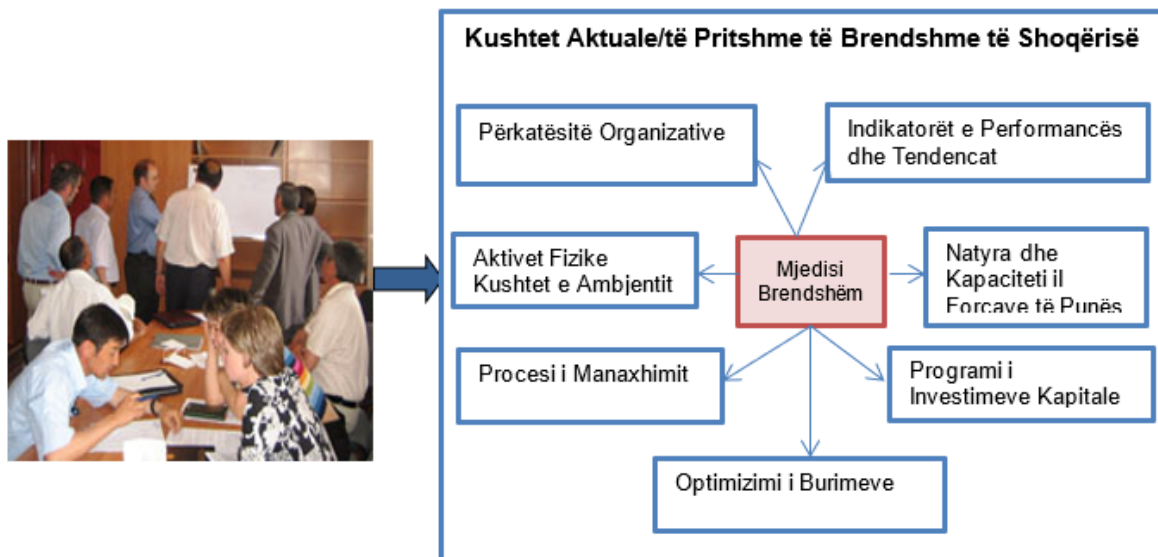 Kushtet Aktuale/të Pritshme të Brendshme të Shoqërisë
Përkatësitë Organizative
Indikatorët e Performancës
dhe Tendencat
Aktivet Fizike
Kushtet e Ambjentit
Mjedisi
Brendshëm
Natyra dhe
Kapaciteti il
Forcave të Punës
Procesi i Manaxhimit
Programi i
Investimeve Kapitale
Optimizimi i Burimeve